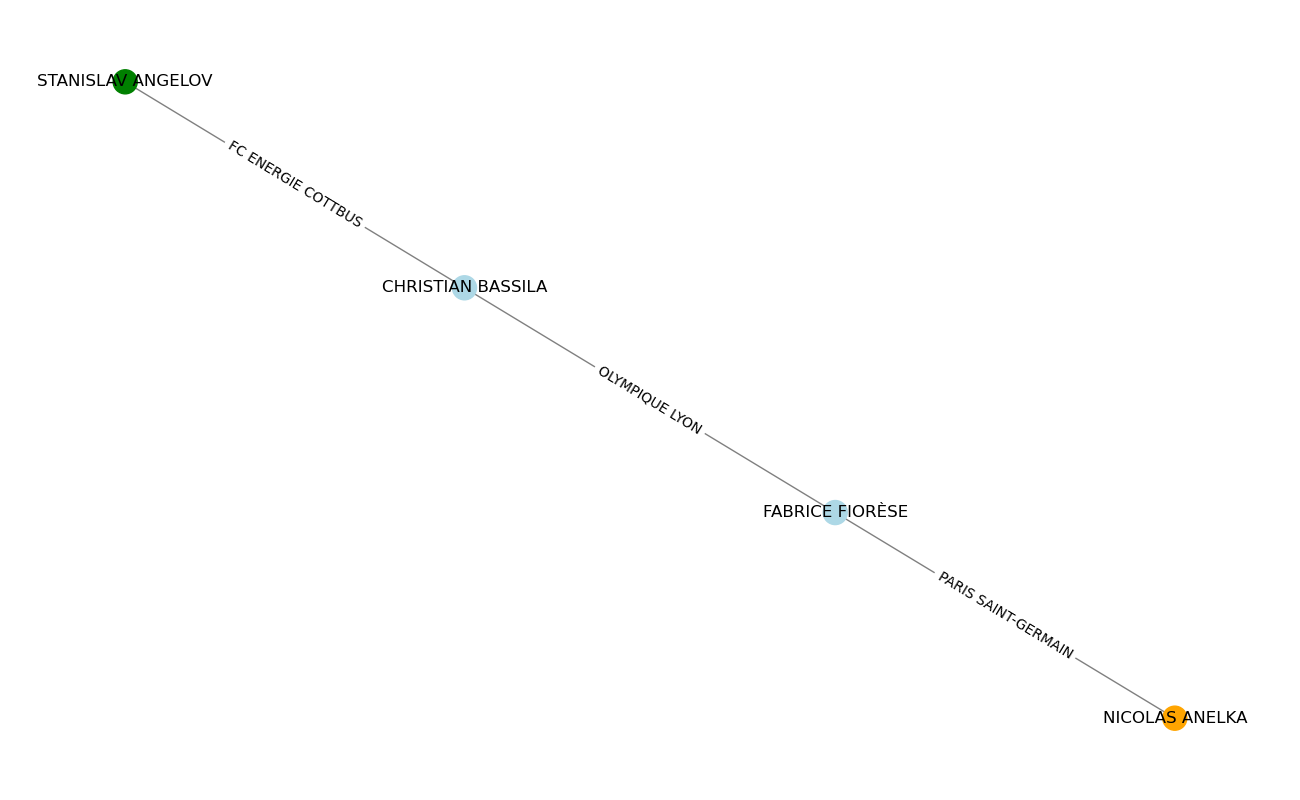 STANISLAV ANGELOV
FC ENERGIE COTTBUS
CHRISTIAN BASSILA
OLYMPIQUE LYON
FABRICE FIORÈSE
PARIS SAINT-GERMAIN
NICOLAS ANELKA